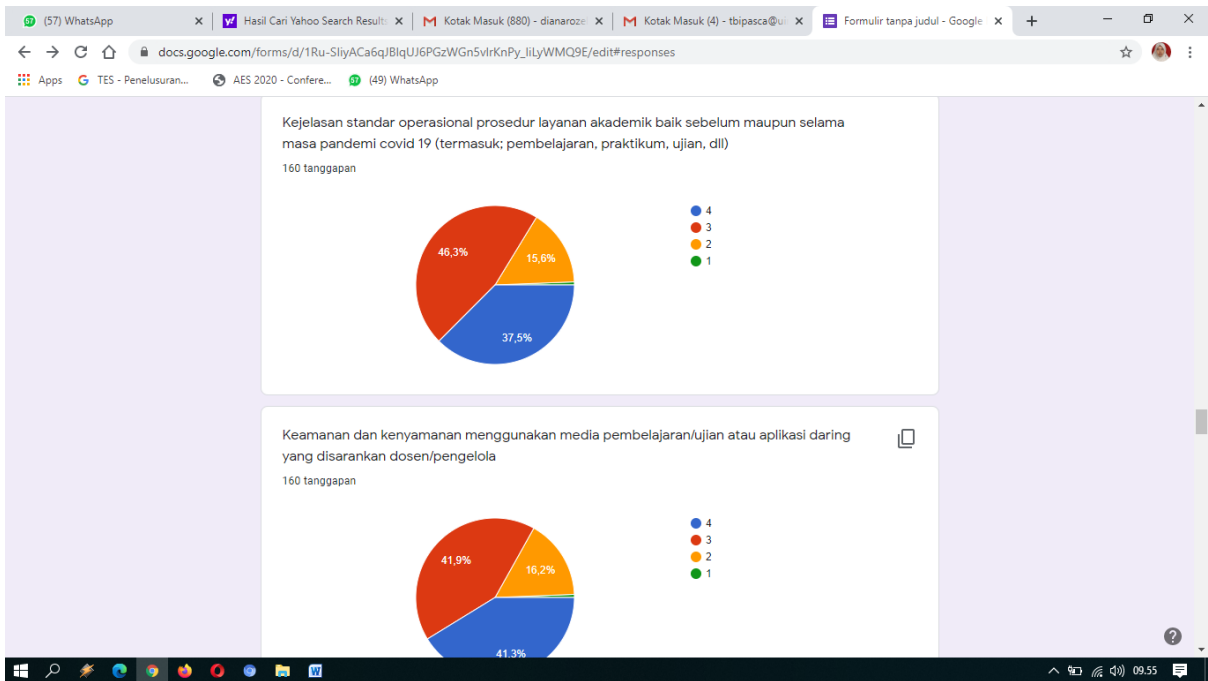 (57) WhatsApp
Hasil Cari Yahoo Search Results
Kotak Masuk (880) - dianaroze
Kotak Masuk (4) - tbipasca@ui
Formulir tanpa judul - Google
docs.google.com/forms/d/1Ru-SliyACa6qJBlqUJ6PGzWGn5vIrKnPy_IiLyWMQ9E/edit#responses
Apps
TES - Penelusuran...
AES 2020 - Confere...
(49) WhatsApp
Kejelasan standar operasional prosedur layanan akademik baik sebelum maupun selama
masa pandemi covid 19 (termasuk; pembelajaran, praktikum, ujian, dll)
160 tanggapan
46,3%
15,6%
37,5%
4
3
2
1
Keamanan dan kenyamanan menggunakan media pembelajaran/ujian atau aplikasi daring
yang disarankan dosen/pengelola
160 tanggapan
41,9%
16,2%
41,3%
4
3
2
1
09.55